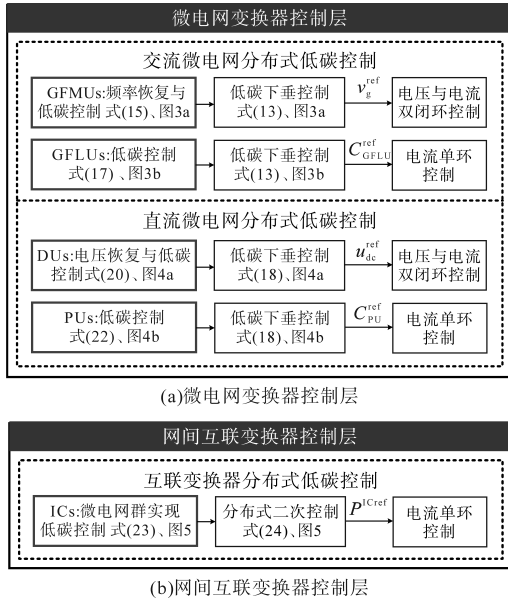 微电网变换器控制层
交流微电网分布式低碳控制
GFMUs:频率恢复与
低碳控制 式(15)、图3a
低碳下垂控制
式(13)、图3a
v_g^ref
电压与电流
双闭环控制
GFLUs:低碳控制
式(17)、图3b
低碳下垂控制
式(13)、图3b
C_GFLU^ref
电流单环
控制
直流微电网分布式低碳控制
DUs:电压恢复与低碳
控制式(20)、图4a
低碳下垂控制
式(18)、图4a
u_dc^ref
电压与电流
双闭环控制
PUs:低碳控制
式(22)、图4b
低碳下垂控制
式(18)、图4b
C_PU^ref
电流单环
控制
(a)微电网变换器控制层
网间互联变换器控制层
互联变换器分布式低碳控制
ICs:微电网群实现
低碳控制 式(23)、图5
分布式二次控制
式(24)、图5
P^ICref
电流单环
控制
(b)网间互联变换器控制层